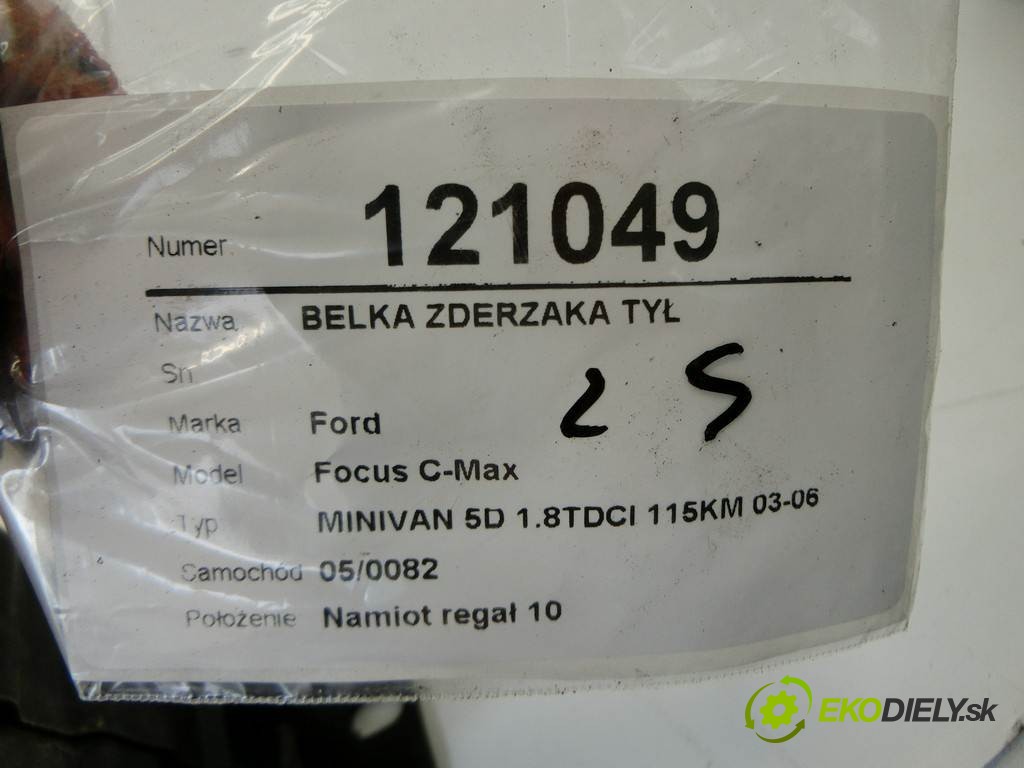 Numer 121049
Nazwa BELKA ZDERZAKA TYŁ
Sn
2 5
Marka Ford
Model Focus C-Max
Typ MINIVAN 5D 1.8TDCI 115KM 03-06
Samochód 05/0082
Położenie Namiot regał 10
EKODIELY.sk